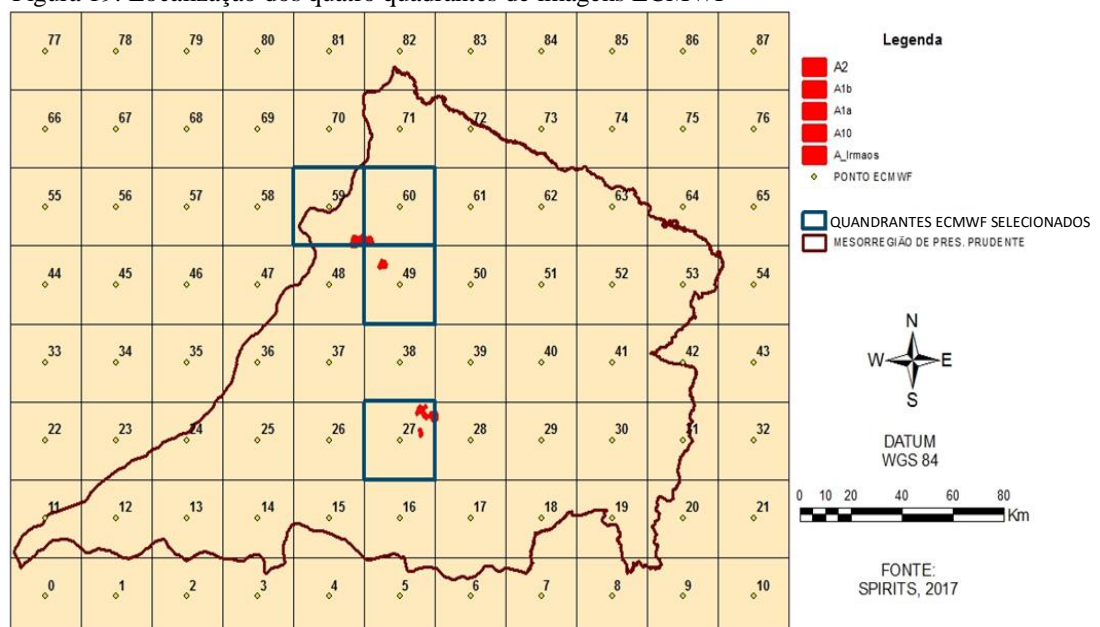 Figura 19: Localização dos quatro quadrantes de imagens ECMWF
77 78 79 80 81 82 83 84 85 86 87
66 67 68 69 70 71 72 73 74 75 76
55 56 57 58 59 60 61 62 63 64 65
44 45 46 47 48 49 50 51 52 53 54
33 34 35 36 37 38 39 40 41 42 43
22 23 24 25 26 27 28 29 30 31 32
11 12 13 14 15 16 17 18 19 20 21
0 1 2 3 4 5 6 7 8 9 10
Legenda
A2
A1b
A1a
A10
A_Irmaos
PONTO ECMWF
QUANDRANTES ECMWF SELECIONADOS
MESORREGIÃO DE PRES. PRUDENTE
N
W E
S
DATUM
WGS 84
0 10 20 40 60 80
Km
FONTE:
SPIRITS, 2017